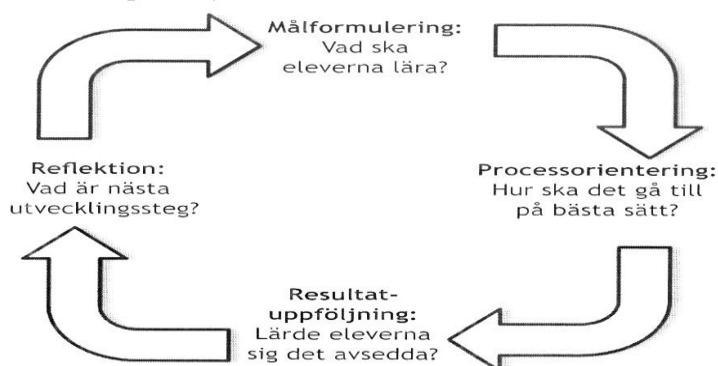 Målformulering:
Vad ska
eleverna lära?
Processorientering:
Hur ska det gå till
på bästa sätt?
Resultat-
uppföljning:
Lärde eleverna
sig det avsedda?
Reflektion:
Vad är nästa
utvecklingssteg?